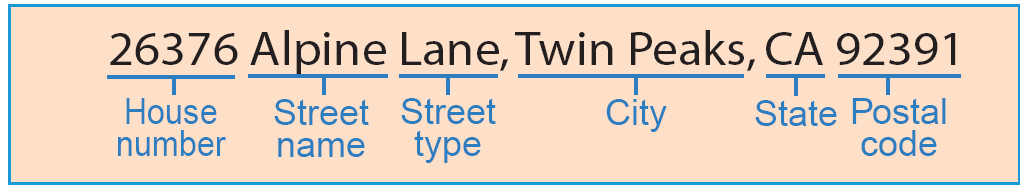 26376 Alpine Lane, Twin Peaks, CA 92391
House number
Street name
Street type
City
State
Postal code